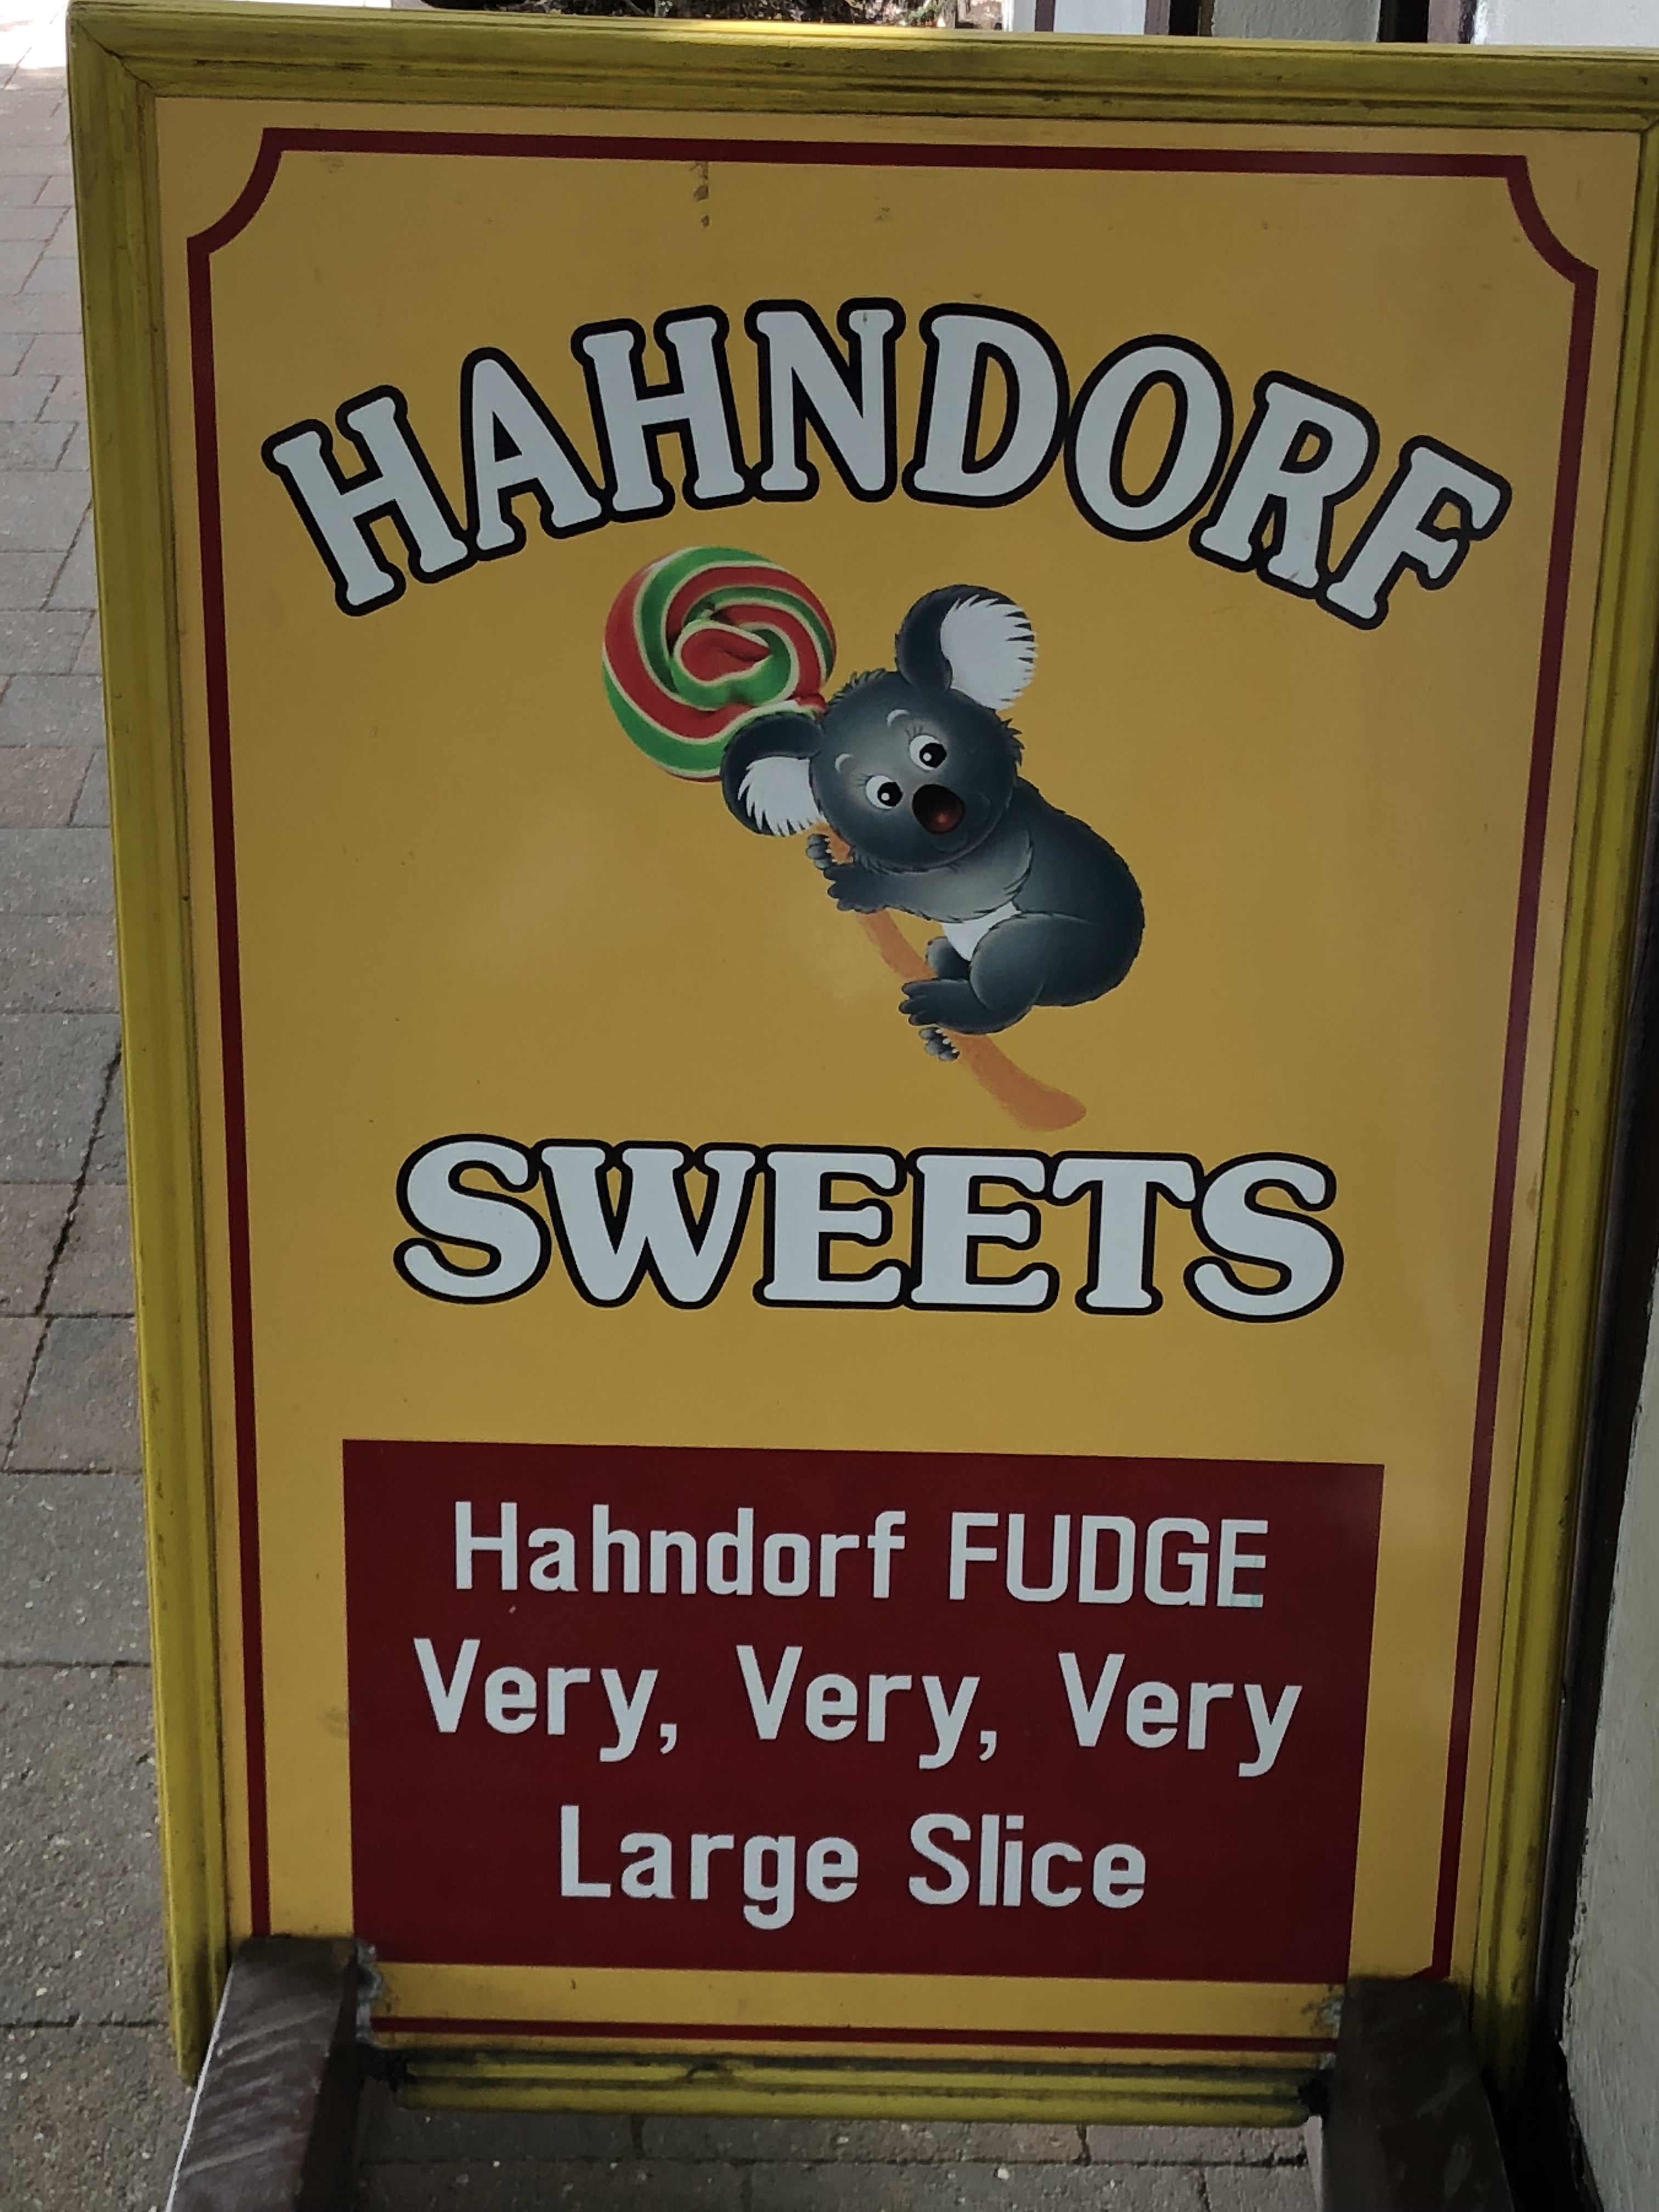 HAHNDORF
SWEETS
Hahndorf FUDGE
Very, Very, Very
Large Slice